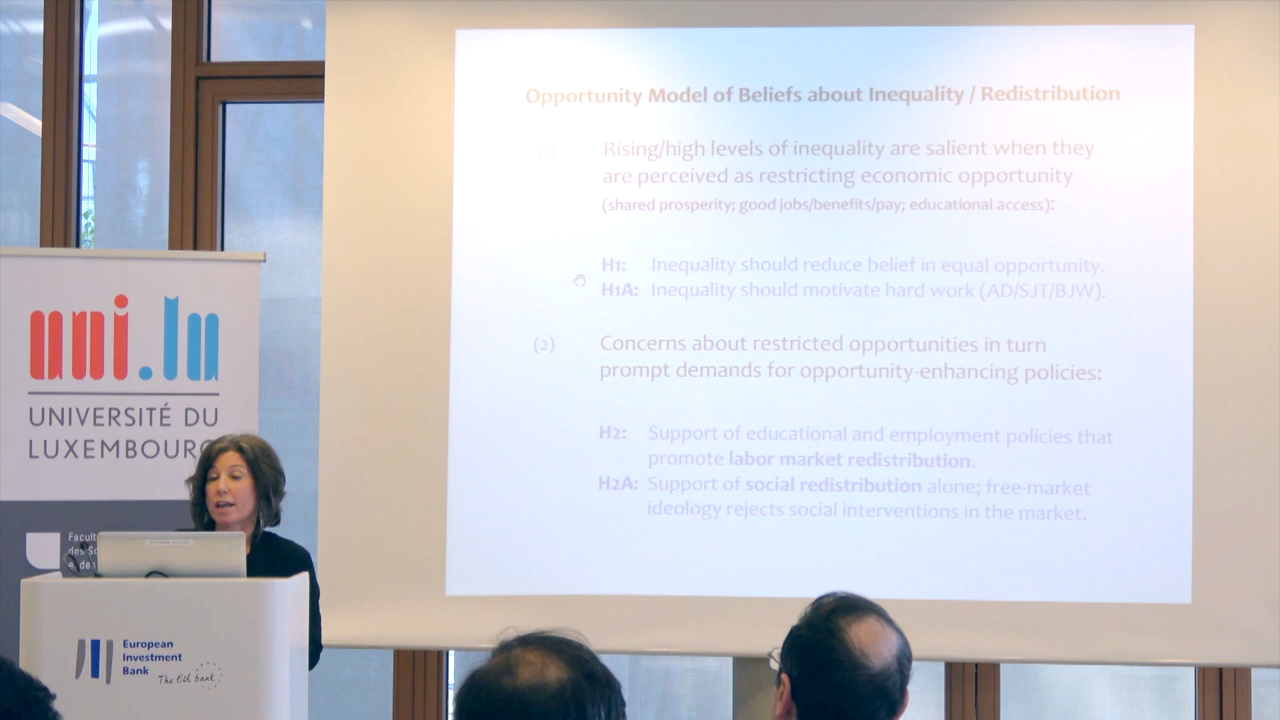 Opportunity Model of Beliefs about Inequality / Redistribution
(1) Rising/high levels of inequality are salient when they
are perceived as restricting economic opportunity
(shared prosperity; good jobs/benefits/pay; educational access):
H1: Inequality should reduce belief in equal opportunity.
H1A: Inequality should motivate hard work (AD/SJT/BJW).
(2) Concerns about restricted opportunities in turn
prompt demands for opportunity-enhancing policies:
H2: Support of educational and employment policies that
promote labor market redistribution.
H2A: Support of social redistribution alone; free-market
ideology rejects social interventions in the market.
uni.lu
UNIVERSITÉ DU
LUXEMBOURG
Facult
des Sc
European
Investment
Bank
The EU bank